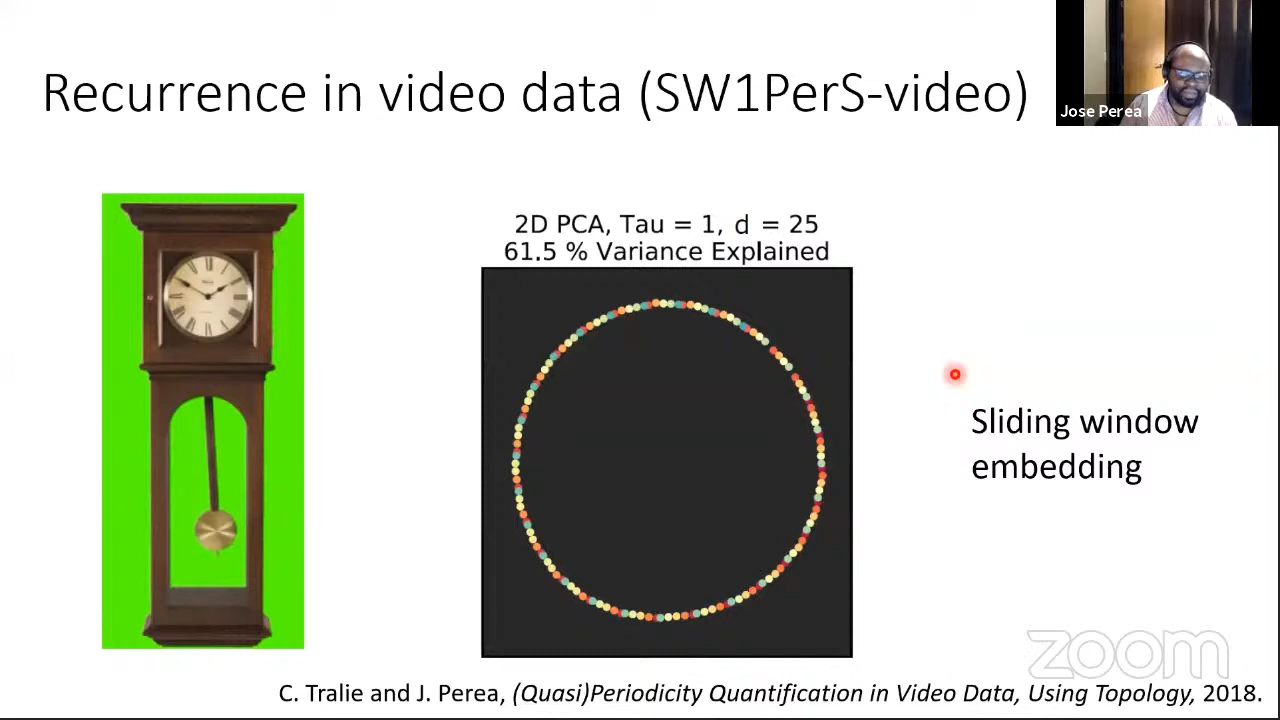 Recurrence in video data (SW1PerS-video)
Jose Perea
2D PCA, Tau = 1, d = 25
61.5 % Variance Explained
Sliding window
embedding
zoom
C. Tralie and J. Perea, (Quasi)Periodicity Quantification in Video Data, Using Topology, 2018.